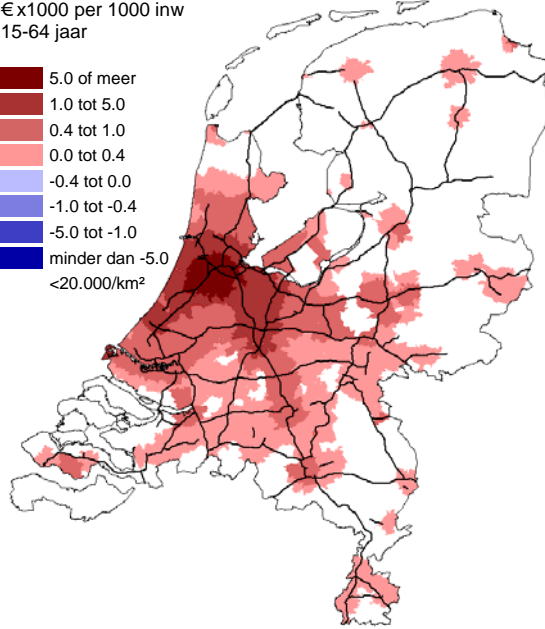 € x1000 per 1000 inw
15-64 jaar
5.0 of meer
1.0 tot 5.0
0.4 tot 1.0
0.0 tot 0.4
-0.4 tot 0.0
-1.0 tot -0.4
-5.0 tot -1.0
minder dan -5.0
<20.000/km²